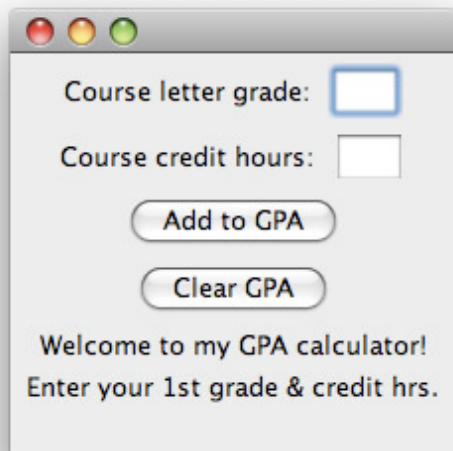 Course letter grade:
Course credit hours:
Add to GPA
Clear GPA
Welcome to my GPA calculator!
Enter your 1st grade & credit hrs.